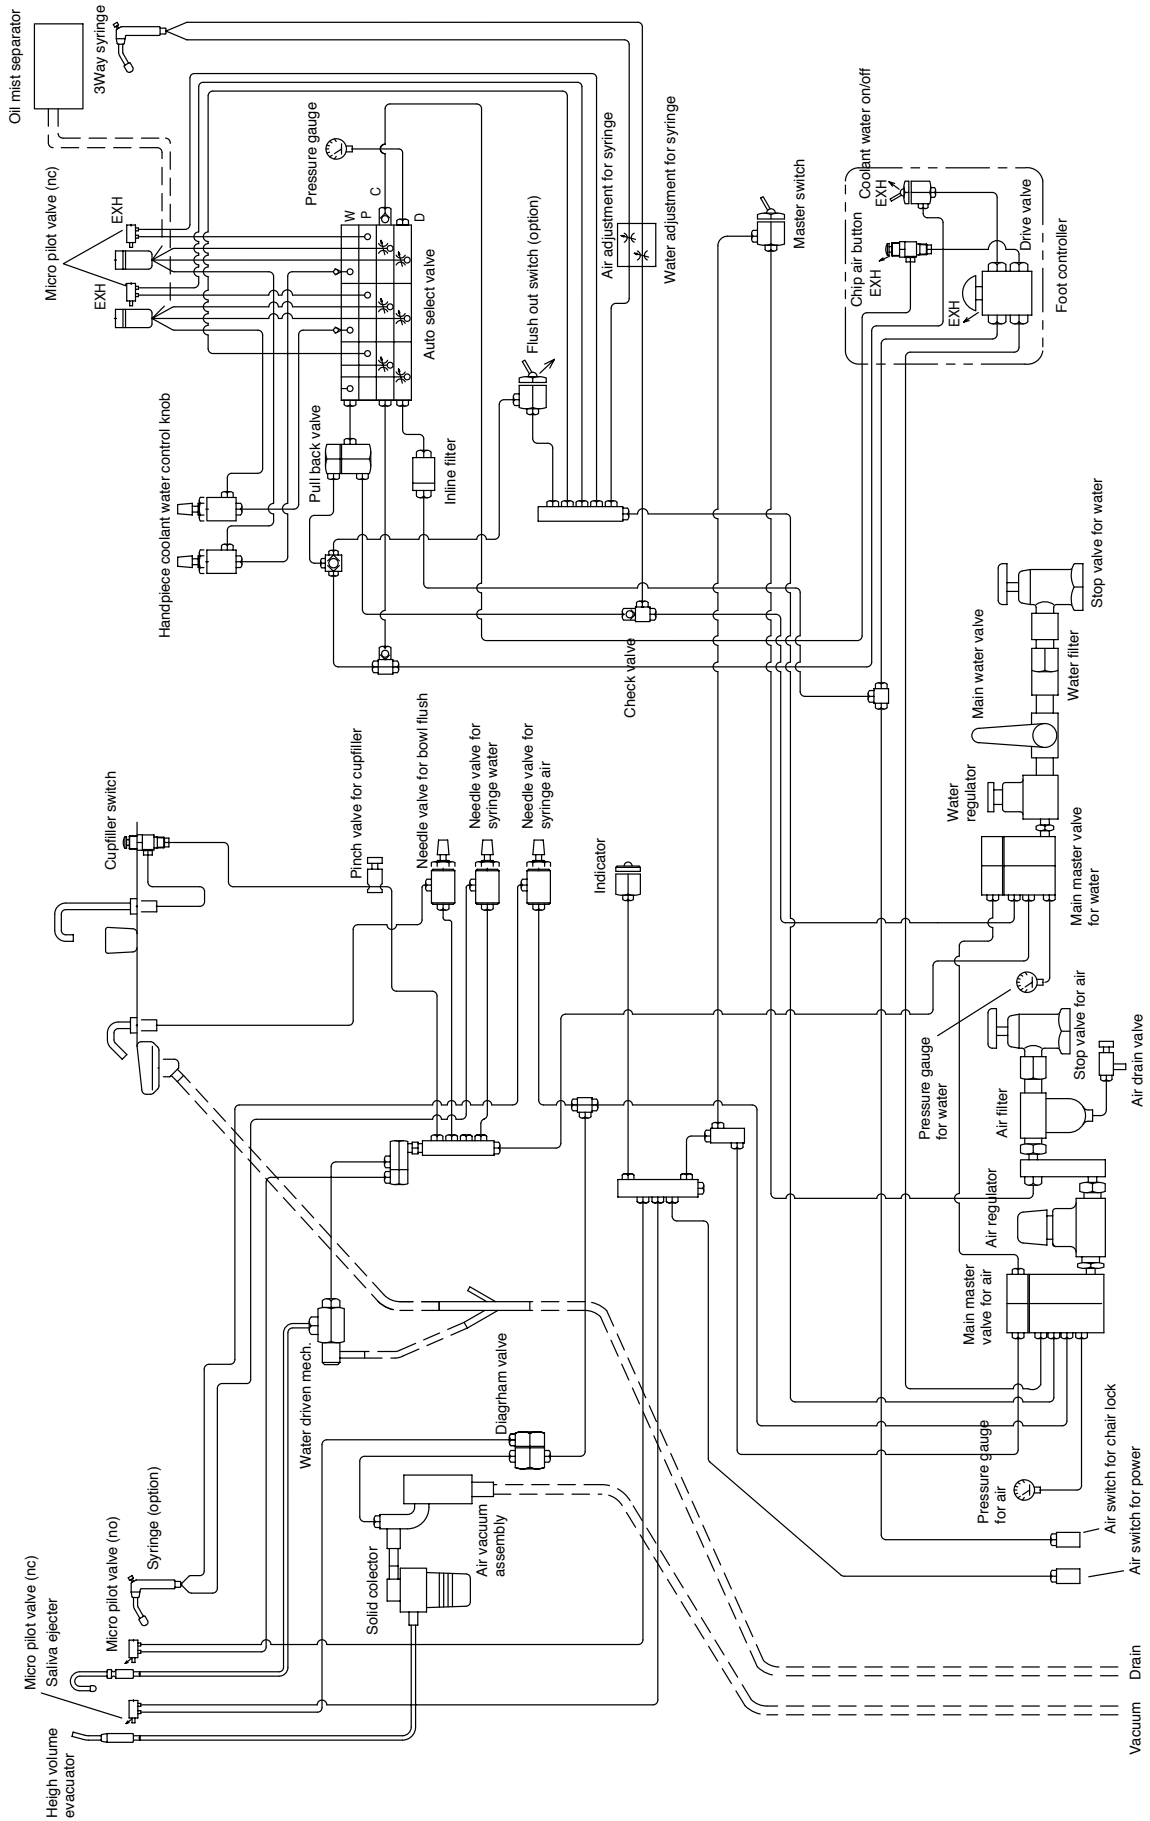 Oil mist separator
3Way syringe
Micro pilot valve (nc)
EXH
EXH
Pressure gauge
W
P
C
D
Auto select valve
Handpiece coolant water control knob
Pull back valve
Inline filter
Flush out switch (option)
Air adjustment for syringe
Water adjustment for syringe
Master switch
Chip air button
EXH
Coolant water on/off
EXH
EXH
Drive valve
Foot controller
Check valve
Stop valve for water
Water filter
Main water valve
Water
regulator
Main master valve
for water
Cupfiller switch
Pinch valve for cupfiller
Needle valve for bowl flush
Needle valve for
syringe water
Needle valve for
syringe air
Indicator
Pressure gauge
for water
Stop valve for air
Air drain valve
Air filter
Air regulator
Main master
valve for air
Pressure gauge
for air
Air switch for chair lock
Air switch for power
Water driven mech.
Diagrham valve
Air vacuum
assembly
Solid colector
Syringe (option)
Micro pilot valve (no)
Micro pilot valve (nc)
Saliva ejecter
Heigh volume
evacuator
Drain
Vacuum